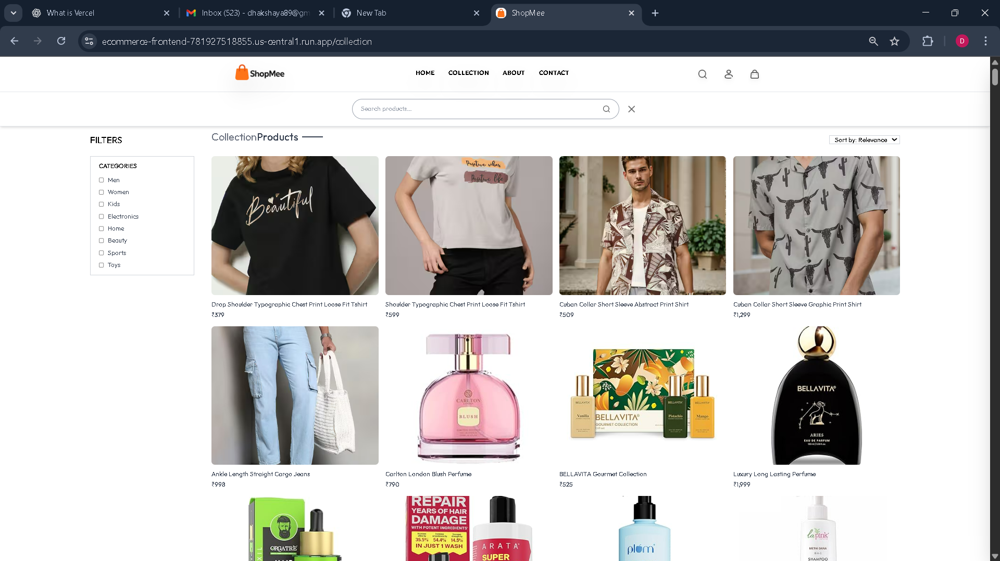 What is Vercel
Inbox (523) - dhakshaya89@gm
New Tab
ShopMee
ecommerce-frontend-781927518855.us-central1.run.app/collection
D
ShopMee
HOME
COLLECTION
ABOUT
CONTACT
Search products...
FILTERS
CollectionProducts
Sort by: Relevance
CATEGORIES
Men
Women
Kids
Electronics
Home
Beauty
Sports
Toys
Beautiful
Positive vibes
Positive life
Drop Shoulder Typographic Chest Print Loose Fit Tshirt
₹379
Shoulder Typographic Chest Print Loose Fit Tshirt
₹599
Cuban Collar Short Sleeve Abstract Print Shirt
₹509
Cuban Collar Short Sleeve Graphic Print Shirt
₹1,299
CARLTON
BLUSH
BELLAVITA
Vanilla
BELLAVITA
GOURMET COLLECTION
BELLAVITA
Pistachio
BELLAVITA
Mango
BELLAVITA
ARIES
EAU DE PARFUM
Ankle Length Straight Cargo Jeans
₹998
Carlton London Blush Perfume
₹790
BELLAVITA Gourmet Collection
₹525
Luxury Long Lasting Perfume
₹1,999
ORGATRE
REPAIR
YEARS OF HAIR
DAMAGE
WITH POTENT INGREDIENTS
35.5% 54.4% 14.5%
IN JUST 1 WASH
ARATA
SUPER
plum
la pink
METHI DANA
8-in-1
SHAMPOO